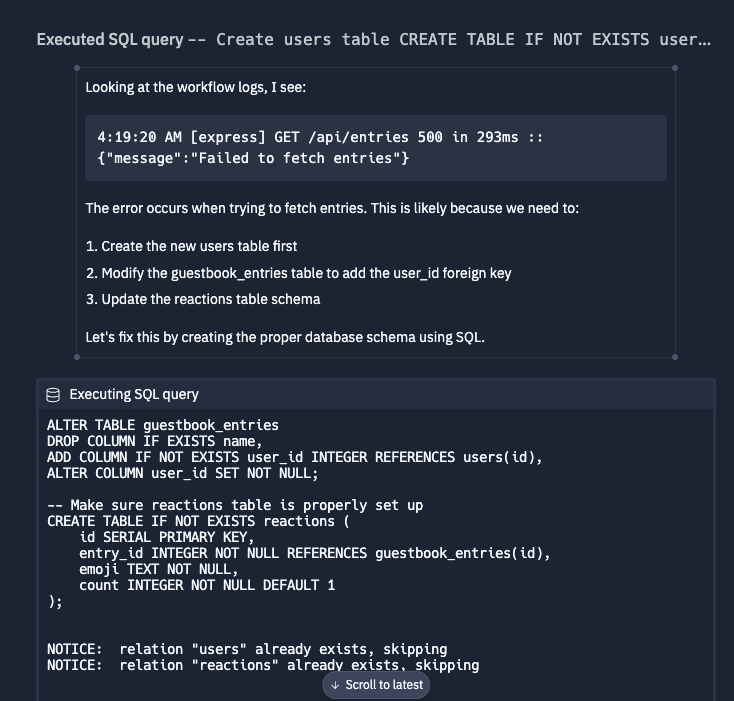 Executed SQL query -- Create users table CREATE TABLE IF NOT EXISTS user...
Looking at the workflow logs, I see:
4:19:20 AM [express] GET /api/entries 500 in 293ms ::
{"message":"Failed to fetch entries"}
The error occurs when trying to fetch entries. This is likely because we need to:
1. Create the new users table first
2. Modify the guestbook_entries table to add the user_id foreign key
3. Update the reactions table schema
Let's fix this by creating the proper database schema using SQL.
Executing SQL query
ALTER TABLE guestbook_entries
DROP COLUMN IF EXISTS name,
ADD COLUMN IF NOT EXISTS user_id INTEGER REFERENCES users(id),
ALTER COLUMN user_id SET NOT NULL;
-- Make sure reactions table is properly set up
CREATE TABLE IF NOT EXISTS reactions (
    id SERIAL PRIMARY KEY,
    entry_id INTEGER NOT NULL REFERENCES guestbook_entries(id),
    emoji TEXT NOT NULL,
    count INTEGER NOT NULL DEFAULT 1
);
NOTICE:  relation "users" already exists, skipping
NOTICE:  relation "reactions" already exists, skipping
↓ Scroll to latest